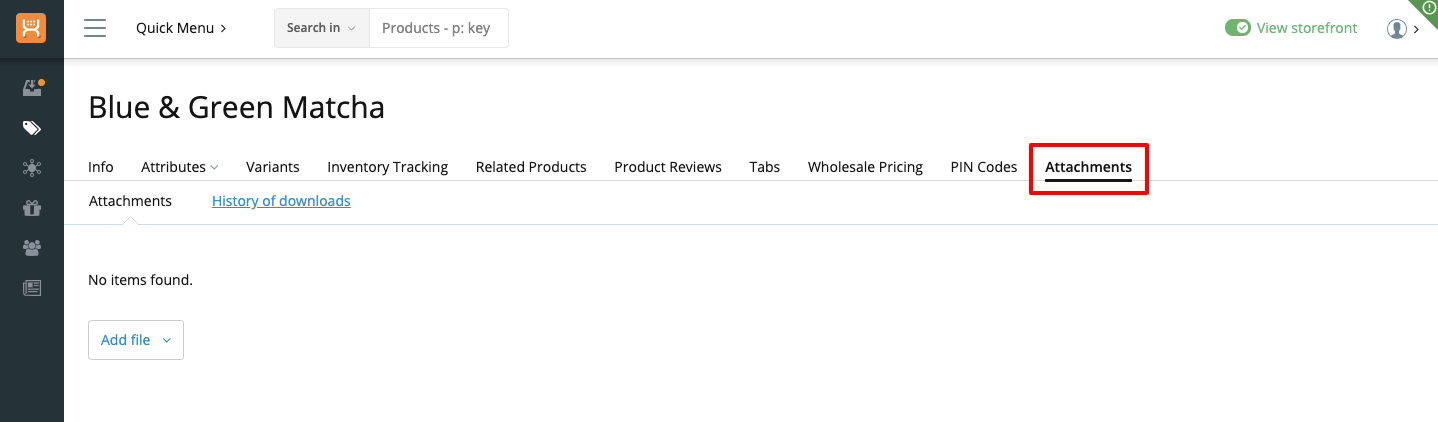 Quick Menu
Search in
Products - p: key
View storefront
Blue & Green Matcha
Info Attributes Variants Inventory Tracking Related Products Product Reviews Tabs Wholesale Pricing PIN Codes Attachments
Attachments History of downloads
No items found.
Add file